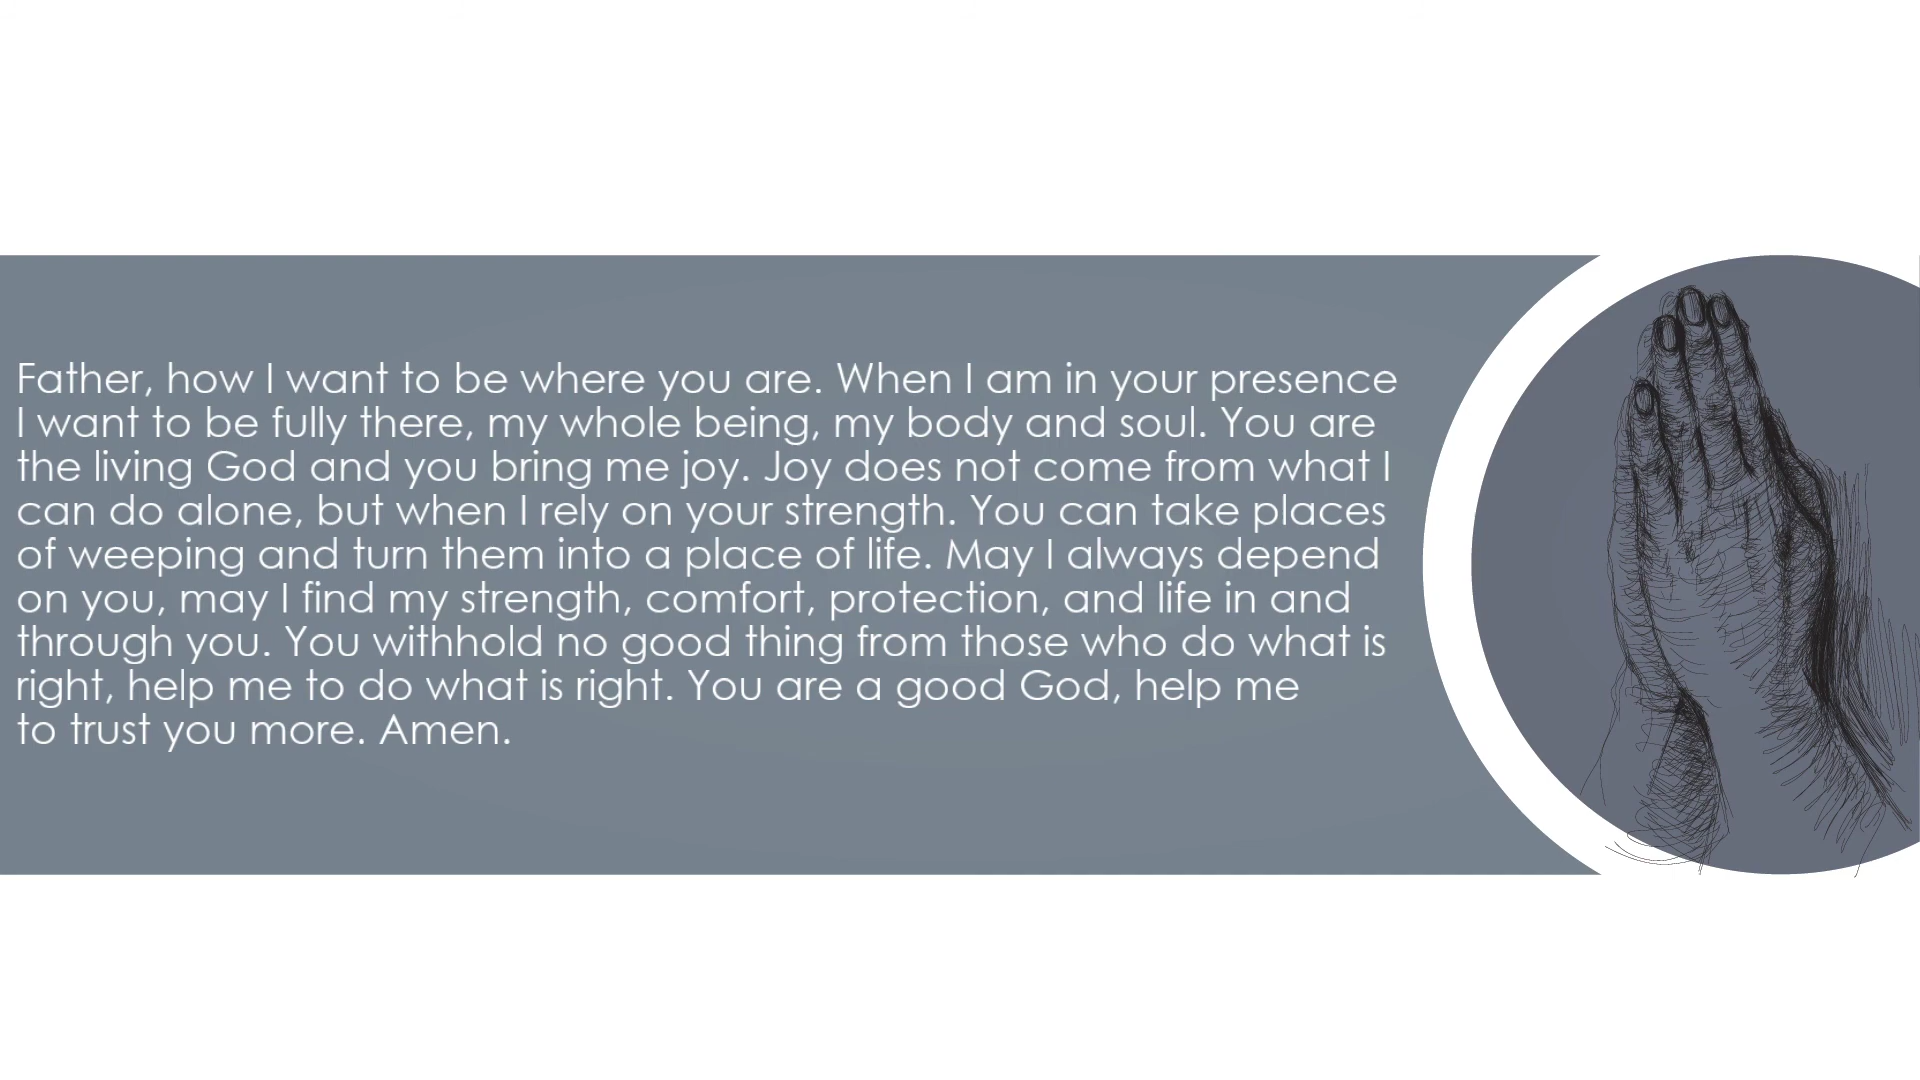 Father, how I want to be where you are. When I am in your presence
I want to be fully there, my whole being, my body and soul. You are
the living God and you bring me joy. Joy does not come from what I
can do alone, but when I rely on your strength. You can take places
of weeping and turn them into a place of life. May I always depend
on you, may I find my strength, comfort, protection, and life in and
through you. You withhold no good thing from those who do what is
right, help me to do what is right. You are a good God, help me
to trust you more. Amen.